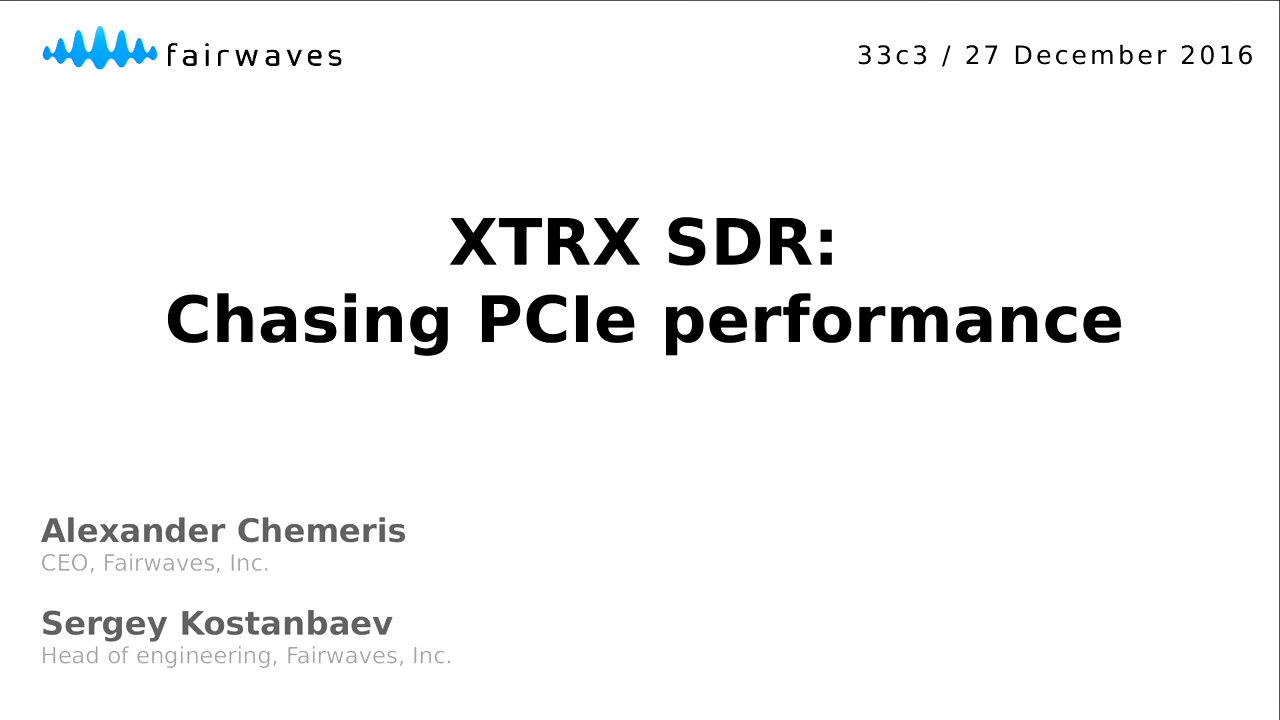 fairwaves
33c3 / 27 December 2016
XTRX SDR:
Chasing PCIe performance
Alexander Chemeris
CEO, Fairwaves, Inc.
Sergey Kostanbaev
Head of engineering, Fairwaves, Inc.